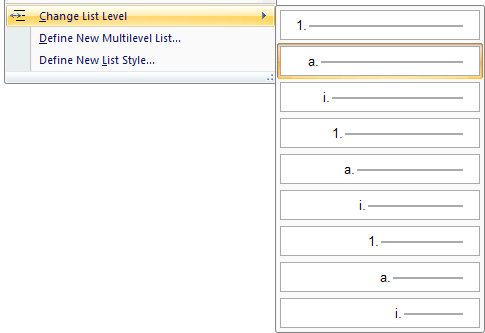 Change List Level
Define New Multilevel List...
Define New List Style...
1.
a.
i.
1.
a.
i.
1.
a.
i.